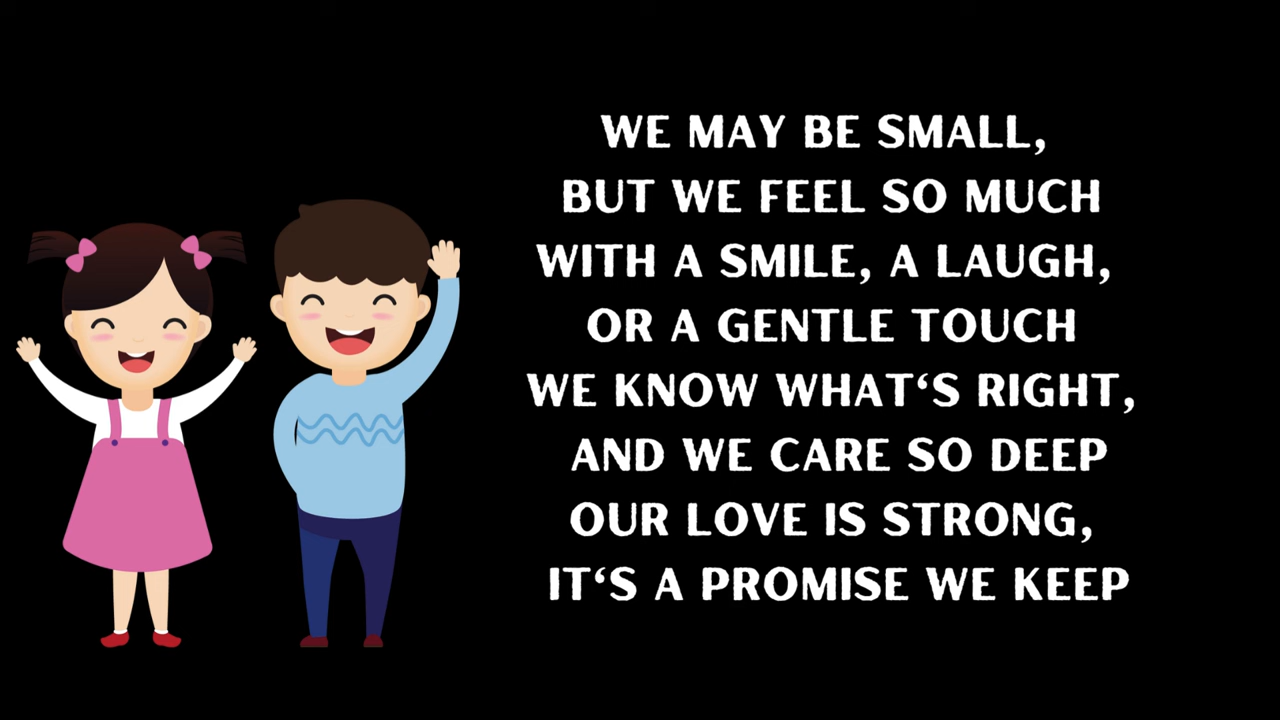 WE MAY BE SMALL,
BUT WE FEEL SO MUCH
WITH A SMILE, A LAUGH,
OR A GENTLE TOUCH
WE KNOW WHAT‘S RIGHT,
AND WE CARE SO DEEP
OUR LOVE IS STRONG,
IT‘S A PROMISE WE KEEP